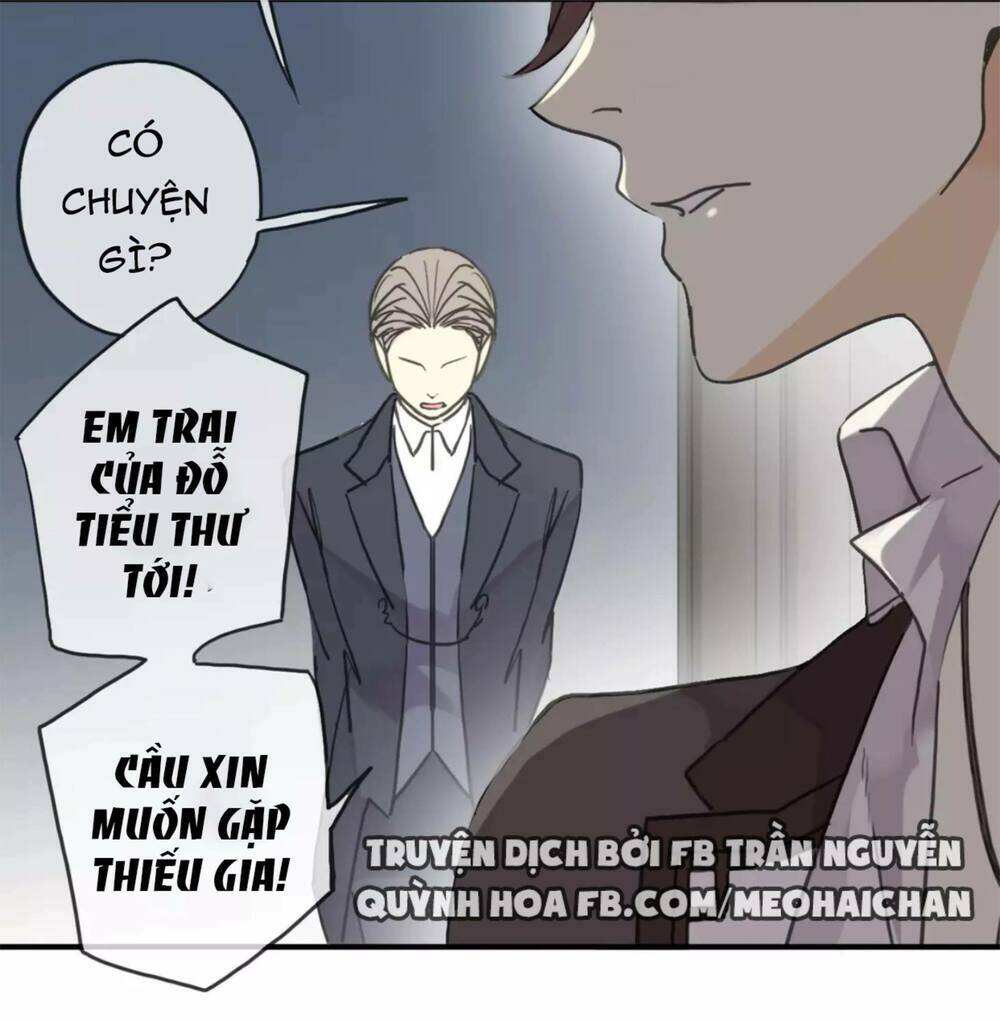 CÓ
CHUYỆN
GÌ?
EM TRAI
CỦA ĐỖ
TIỂU THƯ
TỚI!
CẦU XIN
MUỐN GẶP
THIẾU GIA!
TRUYỆN DỊCH BỞI FB TRẦN NGUYỄN
QUỲNH HOA FB.COM/MEOHAICHAN